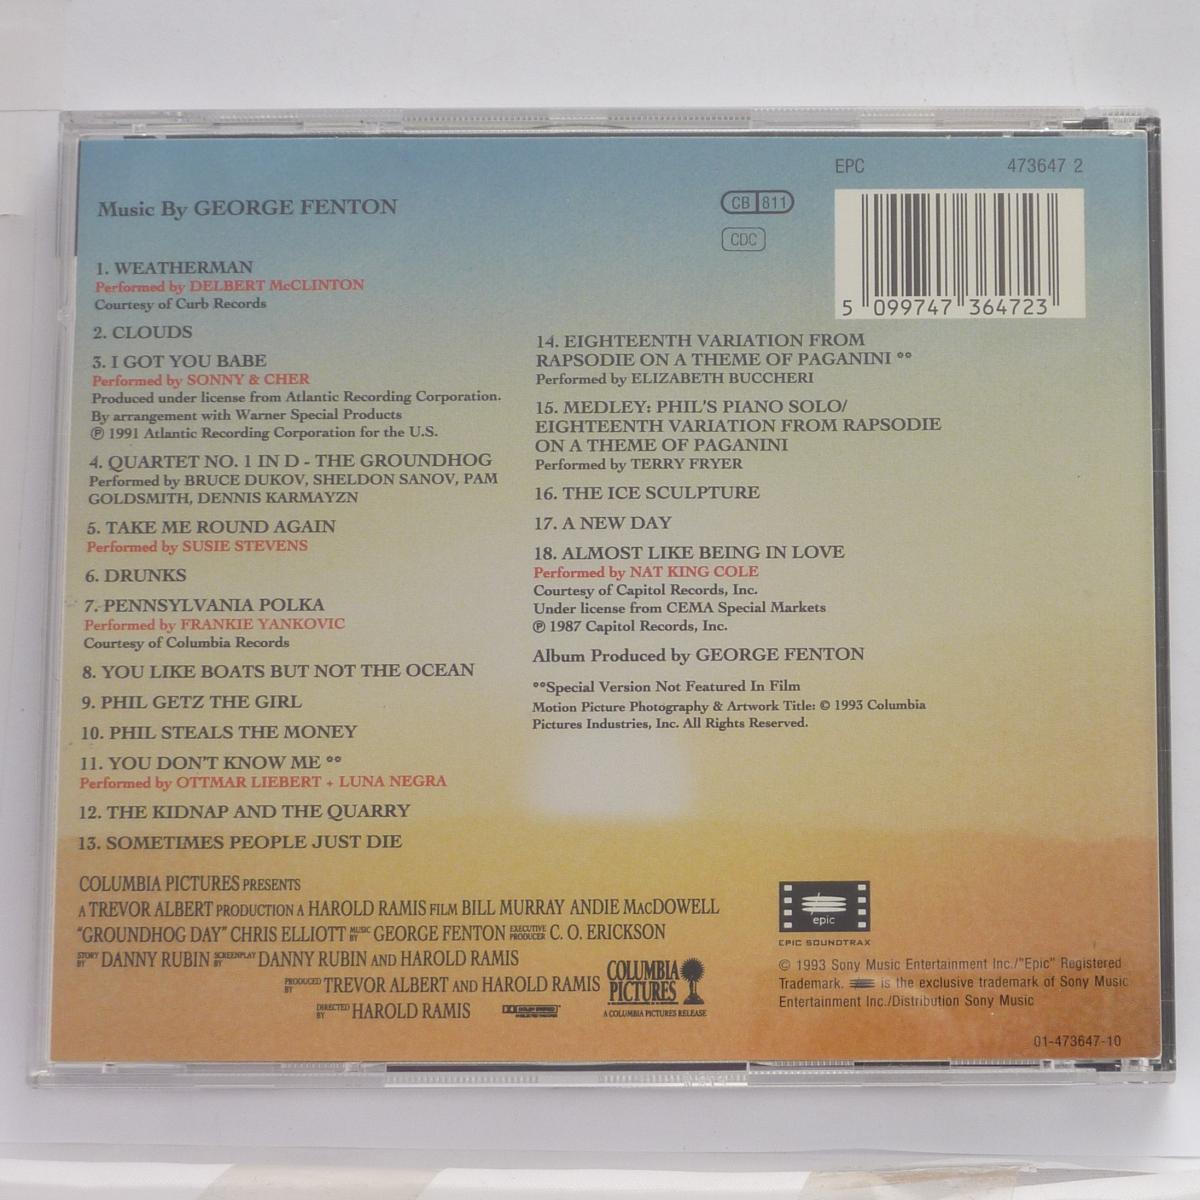 Music By GEORGE FENTON
1. WEATHERMAN
Performed by DELBERT McCLINTON
Courtesy of Curb Records
2. CLOUDS
3. I GOT YOU BABE
Performed by SONNY & CHER
Produced under license from Atlantic Recording Corporation.
By arrangement with Warner Special Products
℗ 1991 Atlantic Recording Corporation for the U.S.
4. QUARTET NO. 1 IN D - THE GROUNDHOG
Performed by BRUCE DUKOV, SHELDON SANOV, PAM
GOLDSMITH, DENNIS KARMAYZN
5. TAKE ME ROUND AGAIN
Performed by SUSIE STEVENS
6. DRUNKS
7. PENNSYLVANIA POLKA
Performed by FRANKIE YANKOVIC
Courtesy of Columbia Records
8. YOU LIKE BOATS BUT NOT THE OCEAN
9. PHIL GETZ THE GIRL
10. PHIL STEALS THE MONEY
11. YOU DON'T KNOW ME °°
Performed by OTTMAR LIEBERT + LUNA NEGRA
12. THE KIDNAP AND THE QUARRY
13. SOMETIMES PEOPLE JUST DIE
CB 811
CDC
EPC 473647 2
5 099747 364723
14. EIGHTEENTH VARIATION FROM
RAPSODIE ON A THEME OF PAGANINI °°
Performed by ELIZABETH BUCCHERI
15. MEDLEY: PHIL'S PIANO SOLO/
EIGHTEENTH VARIATION FROM RAPSODIE
ON A THEME OF PAGANINI
Performed by TERRY FRYER
16. THE ICE SCULPTURE
17. A NEW DAY
18. ALMOST LIKE BEING IN LOVE
Performed by NAT KING COLE
Courtesy of Capitol Records, Inc.
Under license from CEMA Special Markets
℗ 1987 Capitol Records, Inc.
Album Produced by GEORGE FENTON
°°Special Version Not Featured In Film
Motion Picture Photography & Artwork Title: © 1993 Columbia
Pictures Industries, Inc. All Rights Reserved.
COLUMBIA PICTURES PRESENTS
A TREVOR ALBERT PRODUCTION A HAROLD RAMIS FILM BILL MURRAY ANDIE MacDOWELL
"GROUNDHOG DAY" CHRIS ELLIOTT MUSIC BY GEORGE FENTON EXECUTIVE PRODUCER C. O. ERICKSON
STORY BY DANNY RUBIN SCREENPLAY BY DANNY RUBIN AND HAROLD RAMIS
PRODUCED BY TREVOR ALBERT AND HAROLD RAMIS
DIRECTED BY HAROLD RAMIS
COLUMBIA
PICTURES
A COLUMBIA PICTURES RELEASE
epic
EPIC SOUNDTRAX
© 1993 Sony Music Entertainment Inc./"Epic" Registered
Trademark. is the exclusive trademark of Sony Music
Entertainment Inc./Distribution Sony Music
01-473647-10